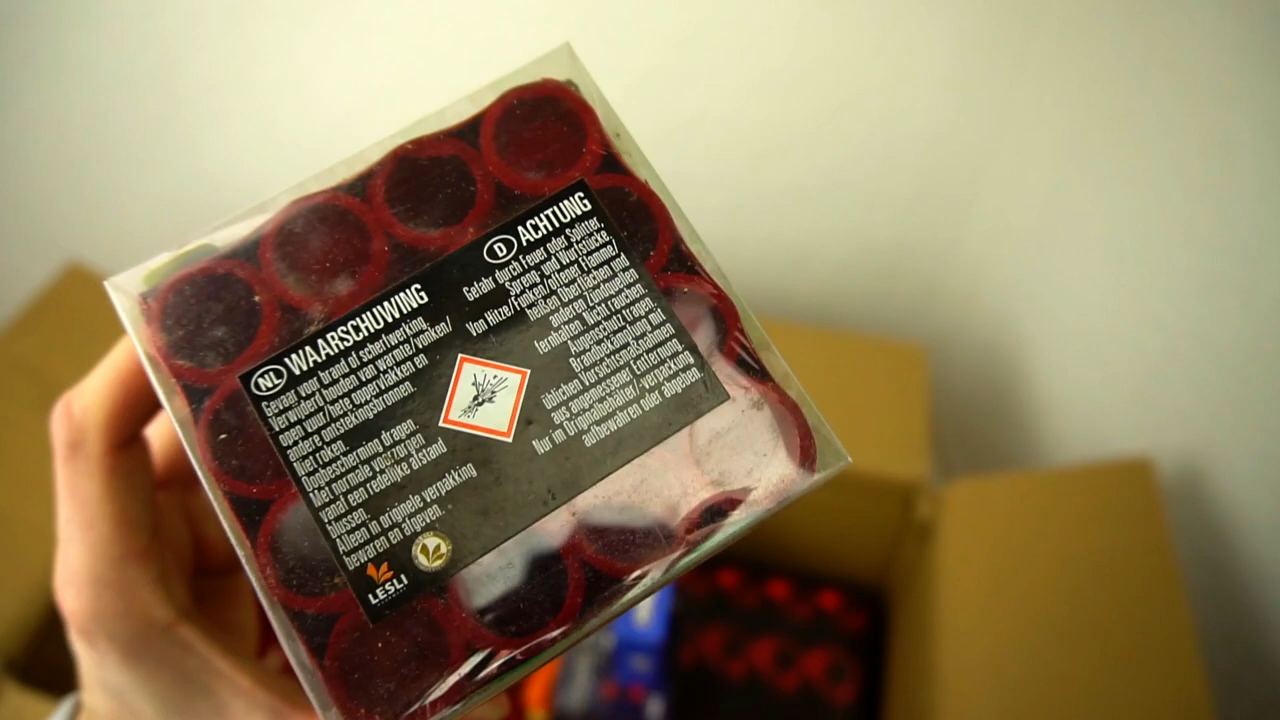 NL WAARSCHUWING
Gevaar voor brand of scherfwerking.
Verwijderd houden van warmte/vonken/
open vuur/hete oppervlakken en
andere ontstekingsbronnen.
Niet roken.
Oogbescherming dragen.
Met normale voorzorgen
vanaf een redelijke afstand
blussen.
Alleen in originele verpakking
bewaren en afgeven.
LESLI
D ACHTUNG
Gefahr durch Feuer oder Splitter,
Spreng- und Wurfstücke.
Von Hitze/Funken/offener Flamme/
heißen Oberflächen und
anderen Zündquellen
fernhalten. Nicht rauchen.
Augenschutz tragen.
Brandbekämpfung mit
üblichen Vorsichtsmaßnahmen
aus angemessener Entfernung.
Nur im Originalbehälter/-verpackung
aufbewahren oder abgeben